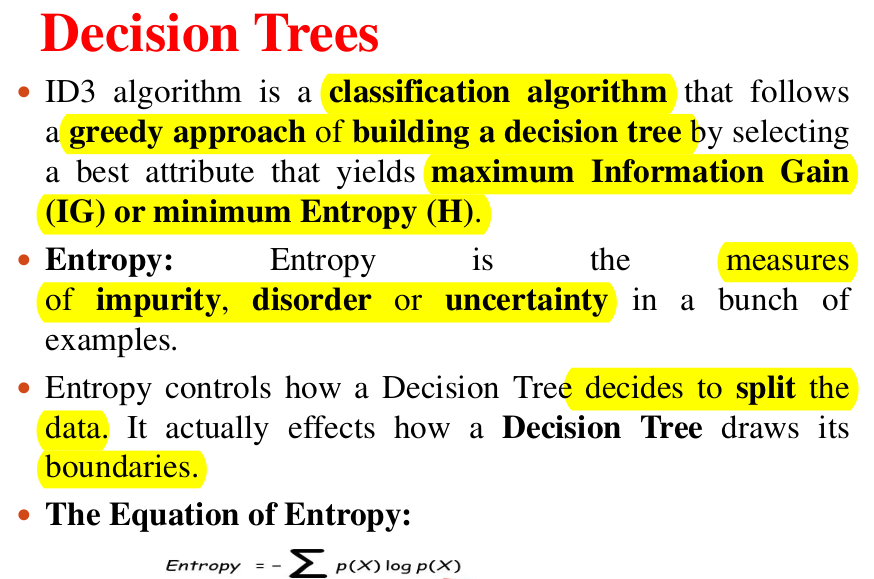 Decision Trees
• ID3 algorithm is a classification algorithm that follows
a greedy approach of building a decision tree by selecting
a best attribute that yields maximum Information Gain
(IG) or minimum Entropy (H).
• Entropy: Entropy is the measures
of impurity, disorder or uncertainty in a bunch of
examples.
• Entropy controls how a Decision Tree decides to split the
data. It actually effects how a Decision Tree draws its
boundaries.
• The Equation of Entropy:
Entropy = - ∑ p(X) log p(X)